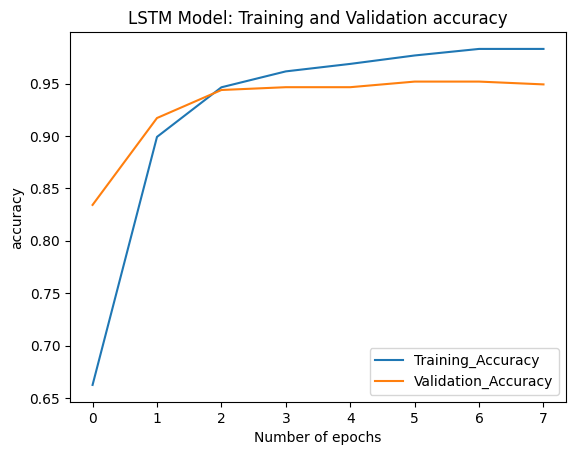 LSTM Model: Training and Validation accuracy
accuracy
0.95
0.90
0.85
0.80
0.75
0.70
0.65
Training_Accuracy
Validation_Accuracy
0 1 2 3 4 5 6 7
Number of epochs